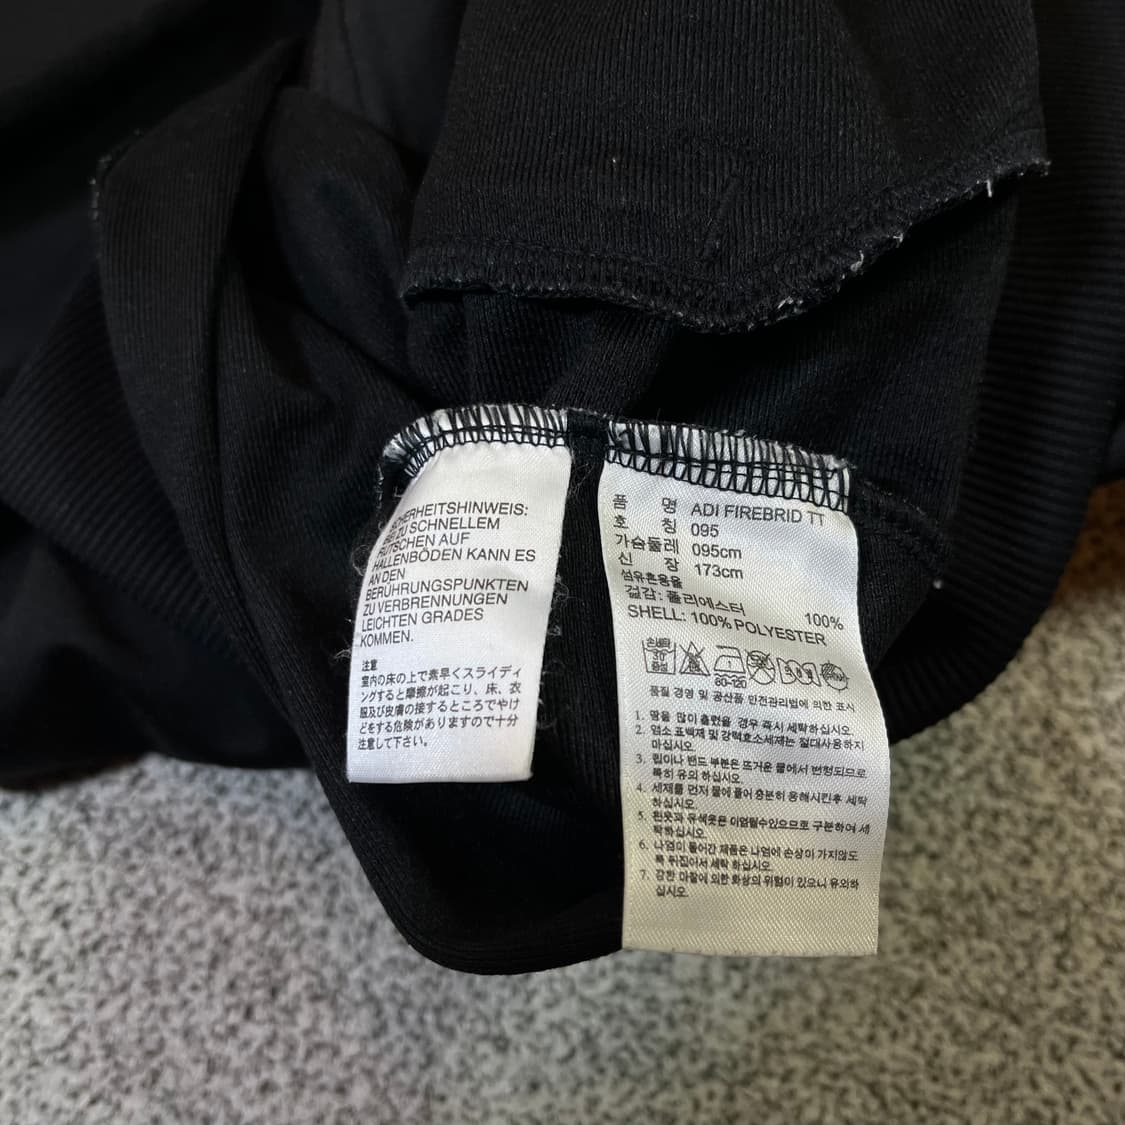 SICHERHEITSHINWEIS:
BEI ZU SCHNELLEM
RUTSCHEN AUF
HALLENBÖDEN KANN ES
AN DEN
BERÜHRUNGSPUNKTEN
ZU VERBRENNUNGEN
LEICHTEN GRADES
KOMMEN.
注意
室内の床の上で素早くスライディ
ングすると摩擦が起こり、床、衣
服及び皮膚の接するところでやけ
どをする危険がありますので十分
注意して下さい。
품 명 ADI FIREBRID TT
호 칭 095
가슴둘레 095cm
신 장 173cm
섬유혼용율
겉감: 폴리에스터 100%
SHELL: 100% POLYESTER
손세탁
30
중성
80-120
품질 경영 및 공산품 안전관리법에 의한 표시
1. 땀을 많이 흘렸을 경우 즉시 세탁하십시오.
2. 염소 표백제 및 강력효소세제는 절대사용하지
마십시오.
3. 립이나 밴드 부분은 뜨거운 물에서 변형되므로
특히 유의 하십시오.
4. 세제를 먼저 물에 풀어 충분히 용해시킨후 세탁
하십시오.
5. 흰옷과 유색옷은 이염될수있으므로 구분하여 세
탁하십시오.
6. 나염이 들어간 제품은 나염에 손상이 가지않도
록 뒤집어서 세탁 하십시오.
7. 강한 마찰에 의한 화상의 위험이 있으니 유의하
십시오.